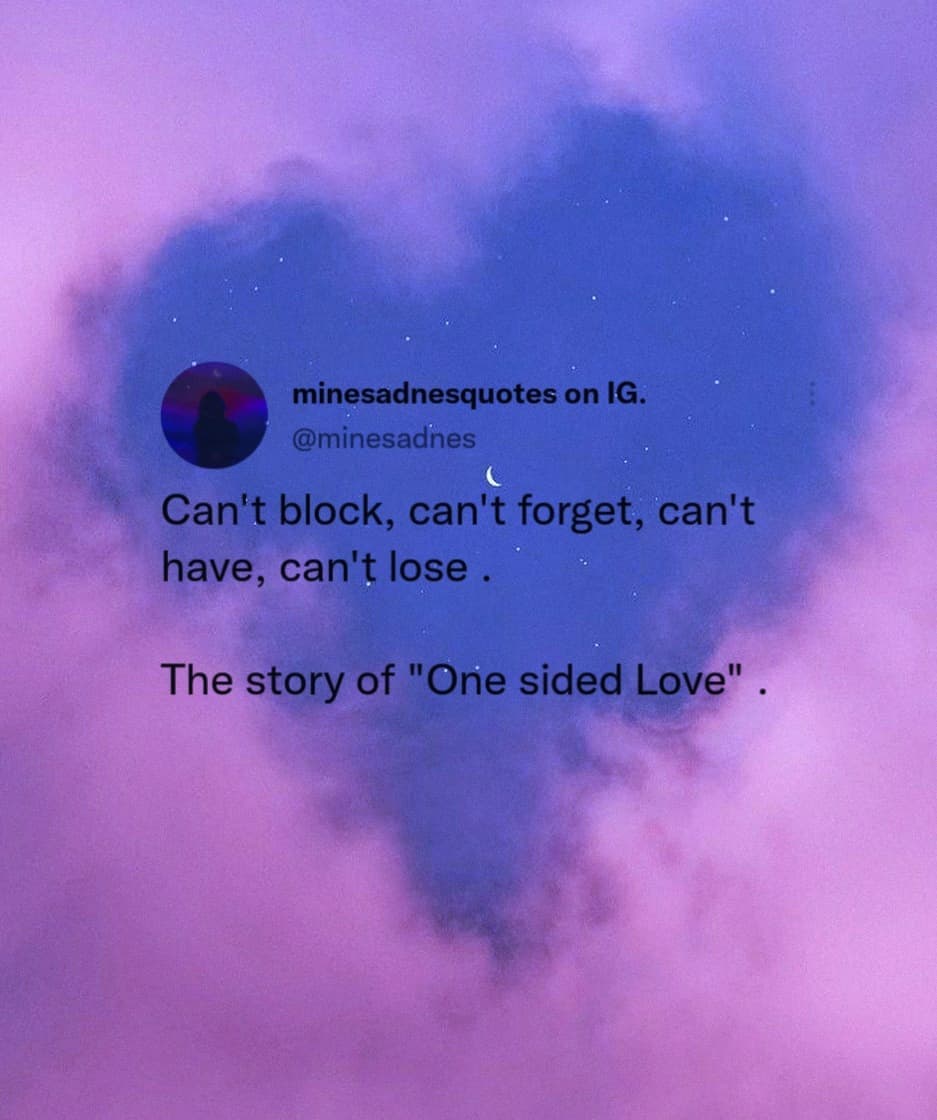 minesadnesquotes on IG.
@minesadnes
Can't block, can't forget, can't
have, can't lose .
The story of "One sided Love" .